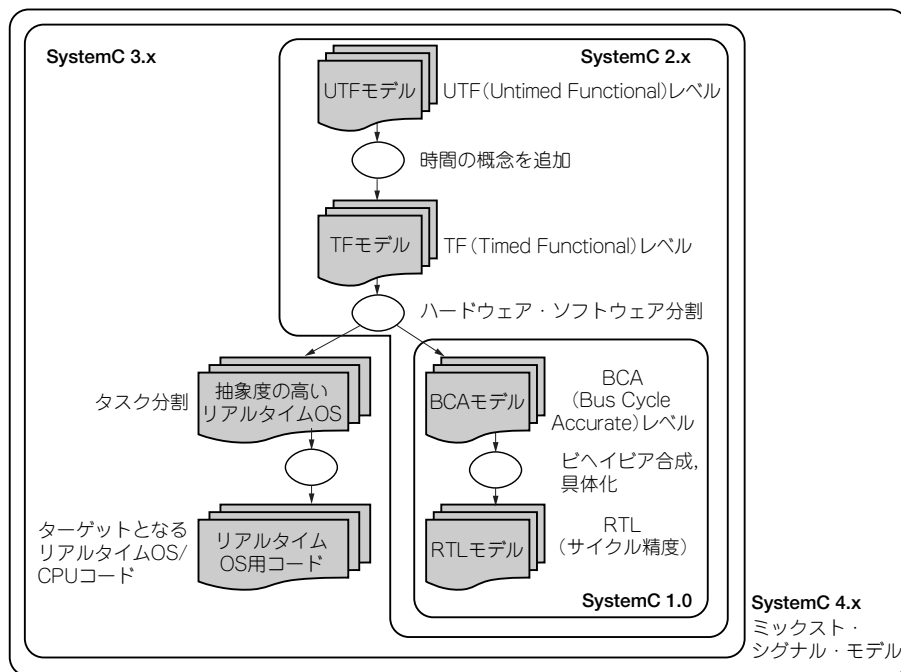 SystemC 3.x
SystemC 2.x
UTFモデル
UTF(Untimed Functional)レベル
時間の概念を追加
TFモデル
TF(Timed Functional)レベル
ハードウェア・ソフトウェア分割
タスク分割
抽象度の高い
リアルタイムOS
BCAモデル
BCA
(Bus Cycle
Accurate)レベル
ビヘイビア合成,
具体化
ターゲットとなる
リアルタイムOS/
CPUコード
リアルタイム
OS用コード
RTLモデル
RTL
(サイクル精度)
SystemC 1.0
SystemC 4.x
ミックスト・
シグナル・モデル